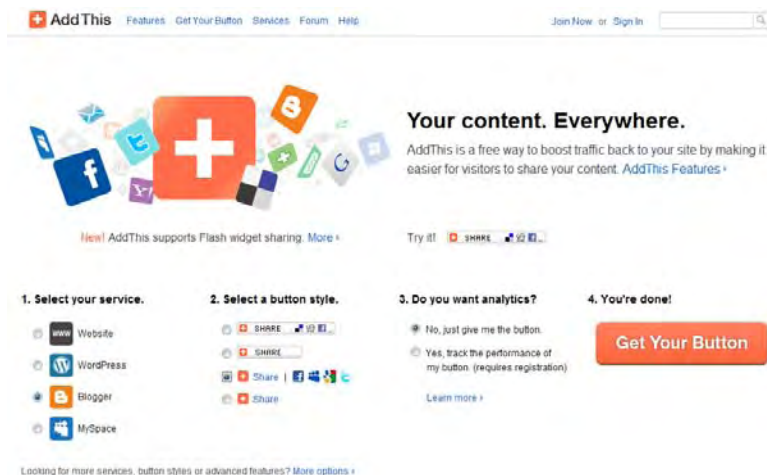 AddThis Features Get Your Button Services Forum Help Join Now or Sign In
Your content. Everywhere.
AddThis is a free way to boost traffic back to your site by making it
easier for visitors to share your content. AddThis Features ›
New! AddThis supports Flash widget sharing. More ›
Try it! SHARE
1. Select your service.
www Website
WordPress
Blogger
MySpace
2. Select a button style.
SHARE
SHARE
Share |
Share
3. Do you want analytics?
No, just give me the button.
Yes, track the performance of
my button. (requires registration)
Learn more ›
4. You're done!
Get Your Button
Looking for more services, button styles or advanced features? More options ›